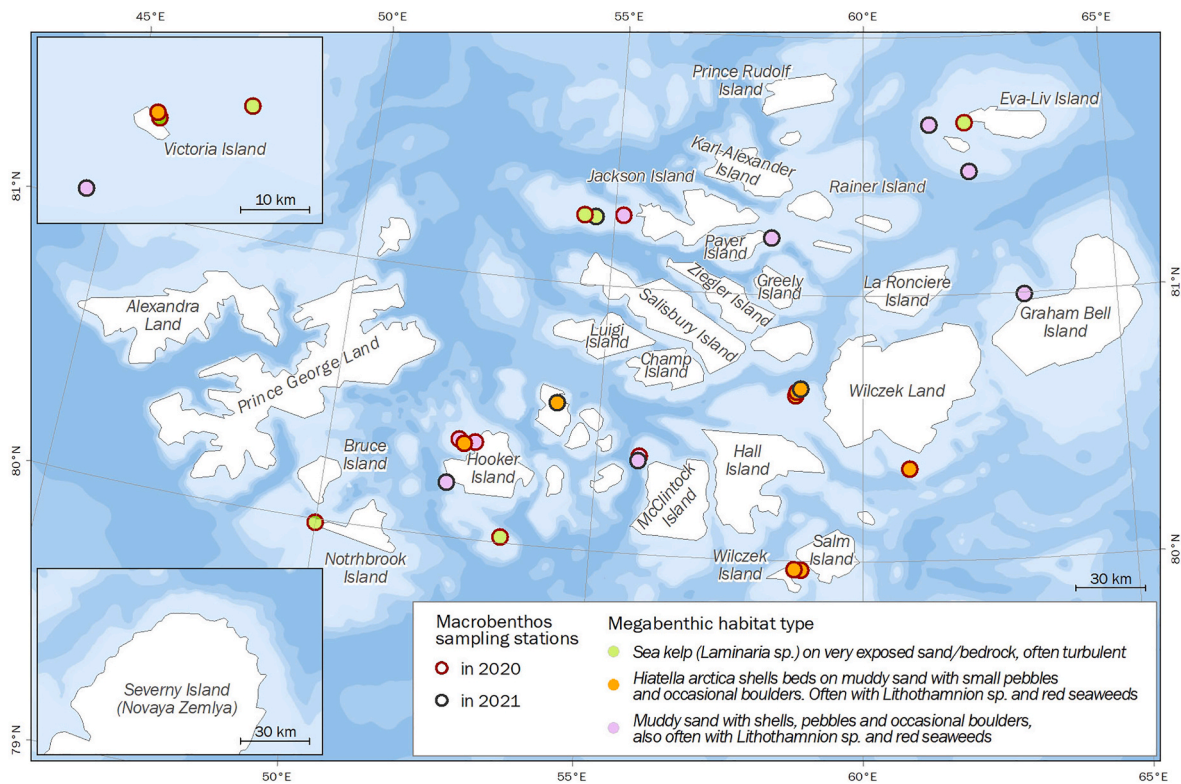 45°E 50°E 55°E 60°E 65°E
Prince Rudolf
Island
Eva-Liv Island
Victoria Island
10 km
Karl-Alexander
Island
Jackson Island
Rainer Island
81°N
Payer
Island
Ziegler Island
Greely
Island
La Ronciere
Island
81°N
Graham Bell
Island
Alexandra
Land
Salisbury Island
Luigi
Island
Champ
Island
Prince George Land
Wilczek Land
Bruce
Island
Hooker
Island
Hall
Island
80°N
McClintock
Island
Notrhbrook
Island
Wilczek
Island
Salm
Island
80°N
30 km
Severny Island
(Novaya Zemlya)
30 km
79°N
Macrobenthos
sampling stations
in 2020
in 2021
Megabenthic habitat type
Sea kelp (Laminaria sp.) on very exposed sand/bedrock, often turbulent
Hiatella arctica shells beds on muddy sand with small pebbles
and occasional boulders. Often with Lithothamnion sp. and red seaweeds
Muddy sand with shells, pebbles and occasional boulders,
also often with Lithothamnion sp. and red seaweeds
50°E 55°E 60°E 65°E